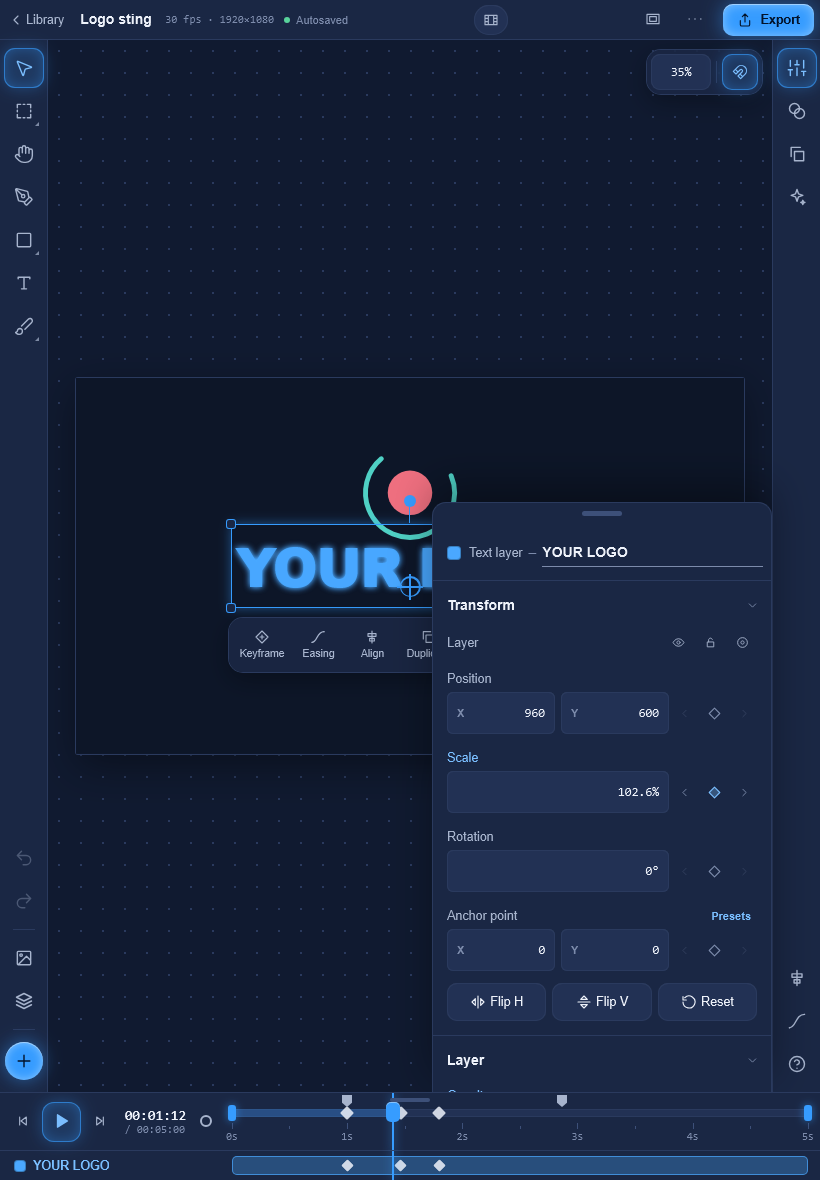 Library Logo sting 30 fps · 1920×1080 Autosaved ··· Export
35%
YOUR
Keyframe Easing Align
Text layer — YOUR LOGO
Transform
Layer
Position
X 960 Y 600
Scale
102.6%
Rotation
0°
Anchor point Presets
X 0 Y 0
Flip H Flip V Reset
Layer
00:01:12
/ 00:05:00
0s 1s 2s 3s 4s 5s
YOUR LOGO